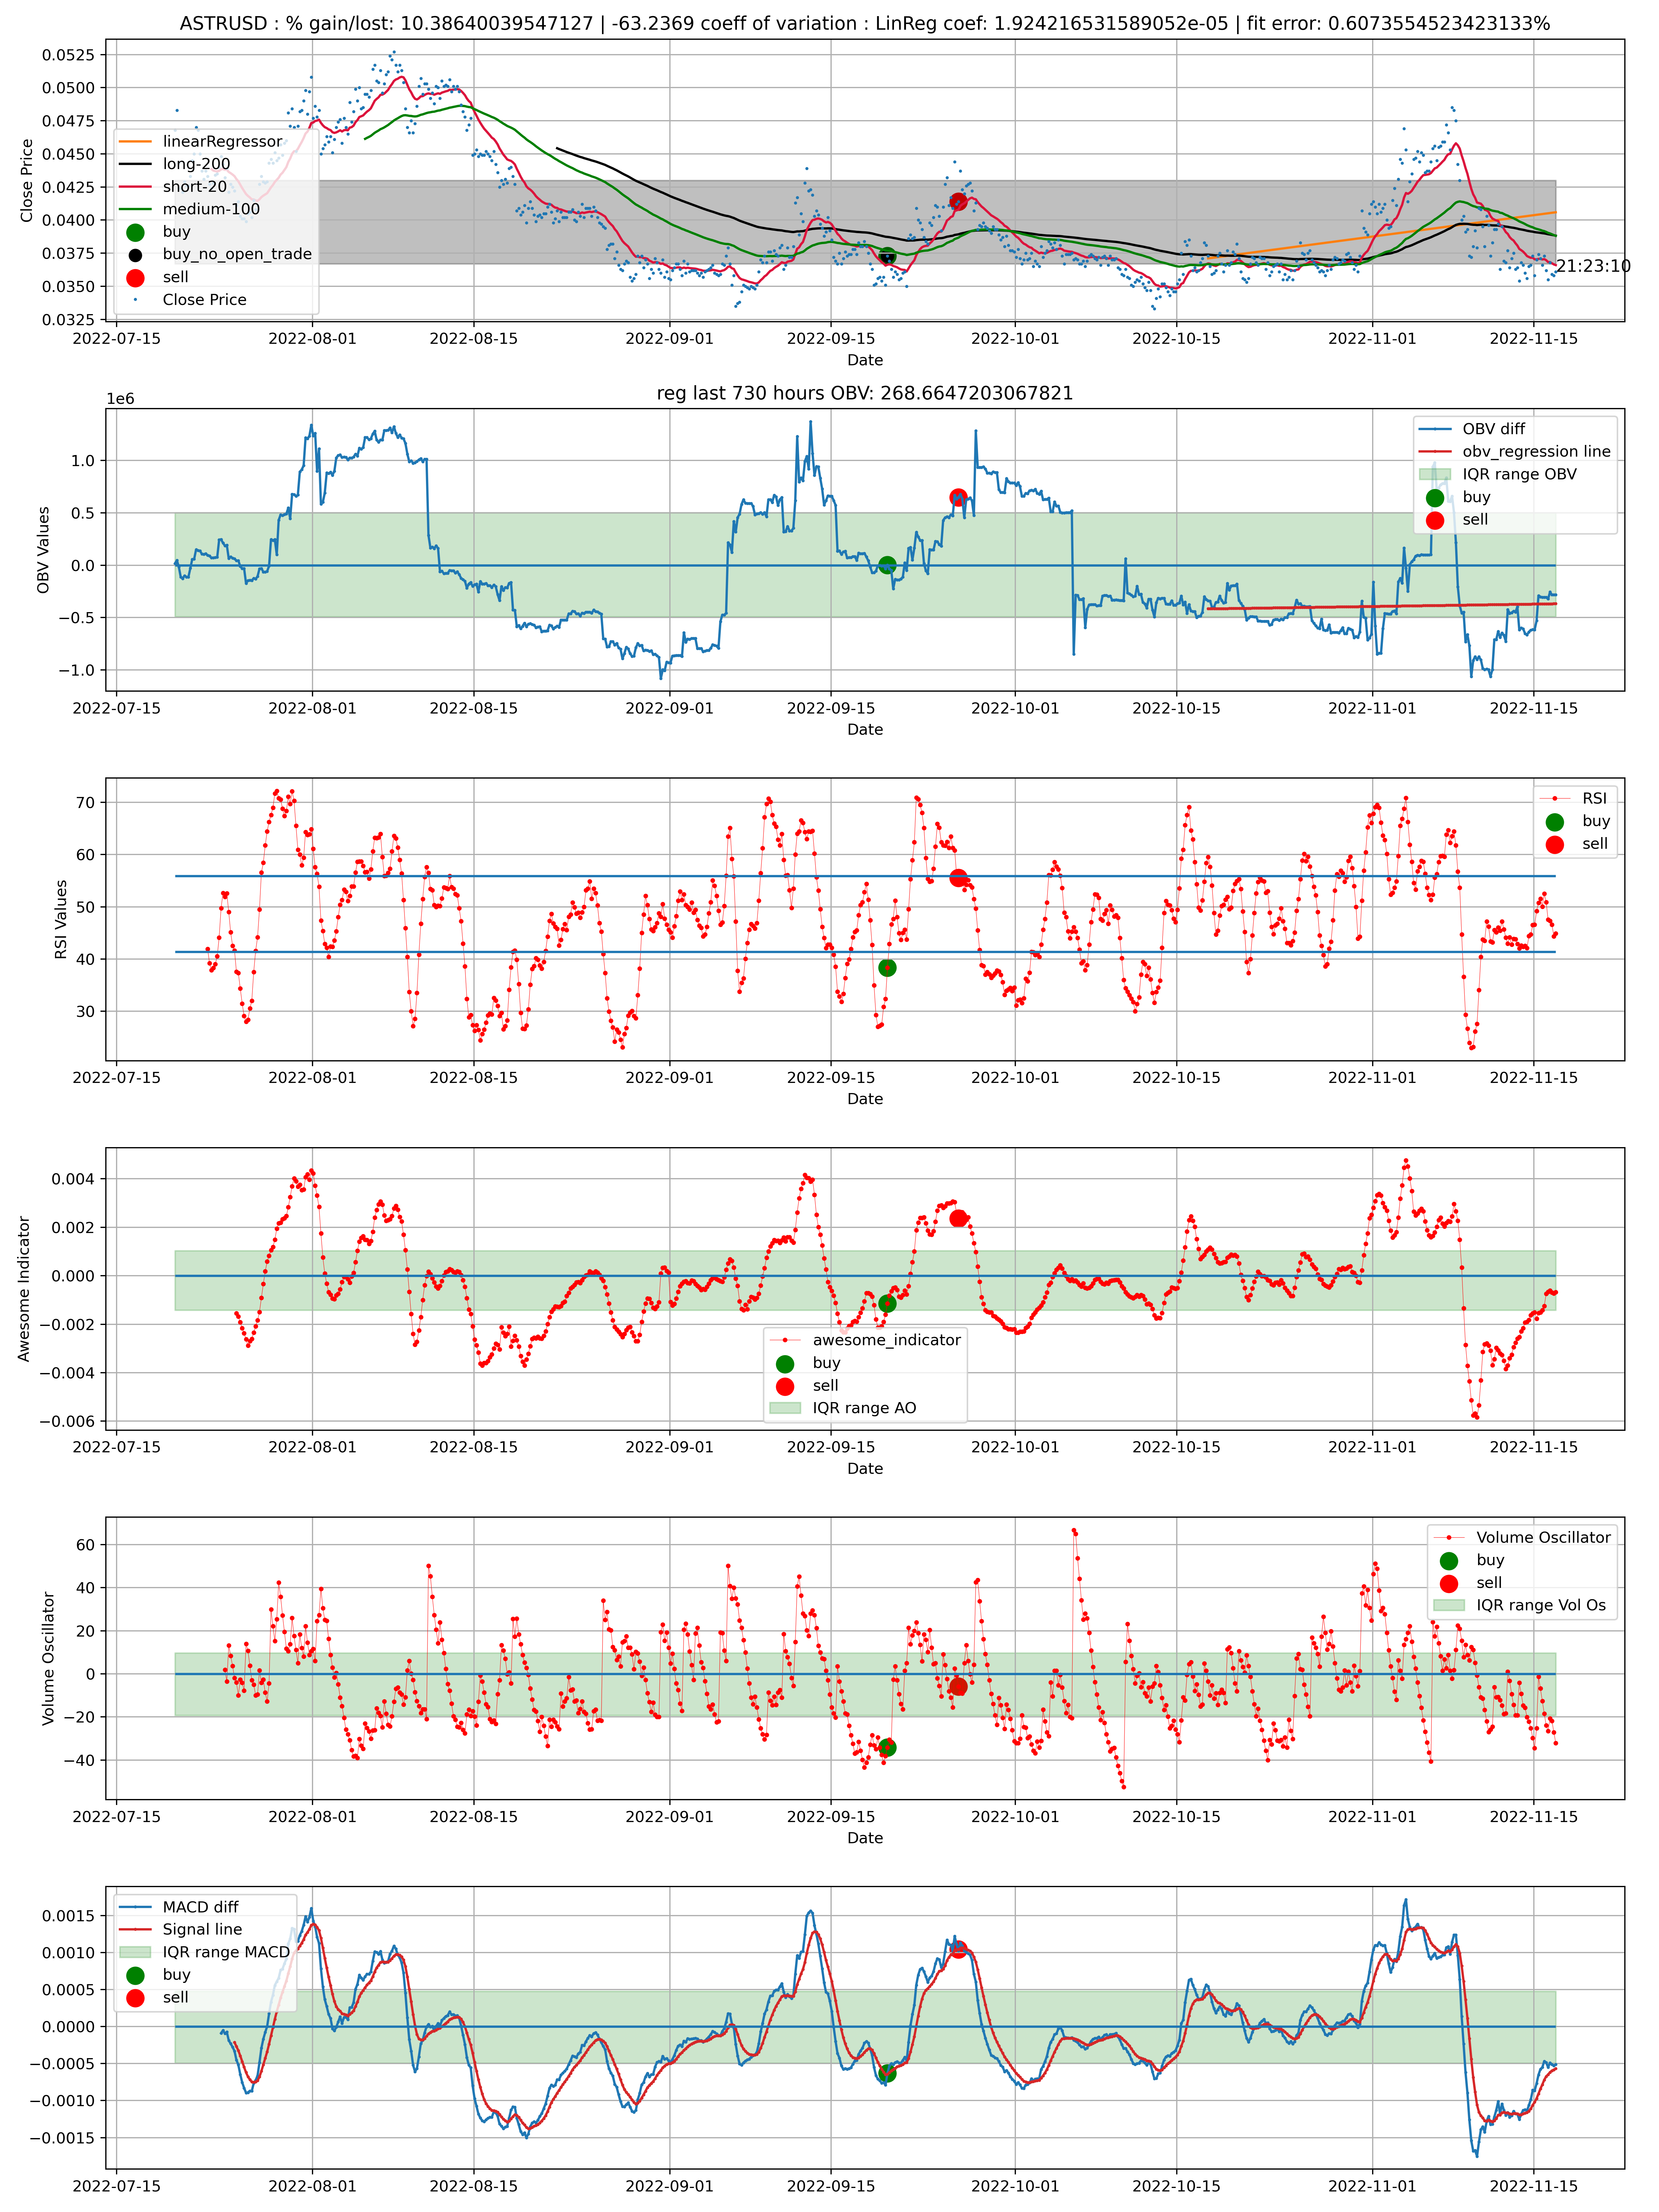 ASTRUSD : % gain/lost: 10.38640039547127 | -63.2369 coeff of variation : LinReg coef: 1.924216531589052e-05 | fit error: 0.6073554523423133%
0.0525
0.0500
0.0475
0.0450
0.0425
0.0400
0.0375
0.0350
0.0325
Close Price
linearRegressor
long-200
short-20
medium-100
buy
buy_no_open_trade
sell
Close Price
21:23:10
2022-07-15 2022-08-01 2022-08-15 2022-09-01 2022-09-15 2022-10-01 2022-10-15 2022-11-01 2022-11-15
Date
reg last 730 hours OBV: 268.6647203067821
1e6
1.0
0.5
0.0
−0.5
−1.0
OBV Values
OBV diff
obv_regression line
IQR range OBV
buy
sell
2022-07-15 2022-08-01 2022-08-15 2022-09-01 2022-09-15 2022-10-01 2022-10-15 2022-11-01 2022-11-15
Date
70
60
50
40
30
RSI Values
RSI
buy
sell
2022-07-15 2022-08-01 2022-08-15 2022-09-01 2022-09-15 2022-10-01 2022-10-15 2022-11-01 2022-11-15
Date
0.004
0.002
0.000
−0.002
−0.004
−0.006
Awesome Indicator
awesome_indicator
buy
sell
IQR range AO
2022-07-15 2022-08-01 2022-08-15 2022-09-01 2022-09-15 2022-10-01 2022-10-15 2022-11-01 2022-11-15
Date
60
40
20
0
−20
−40
Volume Oscillator
Volume Oscillator
buy
sell
IQR range Vol Os
2022-07-15 2022-08-01 2022-08-15 2022-09-01 2022-09-15 2022-10-01 2022-10-15 2022-11-01 2022-11-15
Date
0.0015
0.0010
0.0005
0.0000
−0.0005
−0.0010
−0.0015
MACD diff
Signal line
IQR range MACD
buy
sell
2022-07-15 2022-08-01 2022-08-15 2022-09-01 2022-09-15 2022-10-01 2022-10-15 2022-11-01 2022-11-15